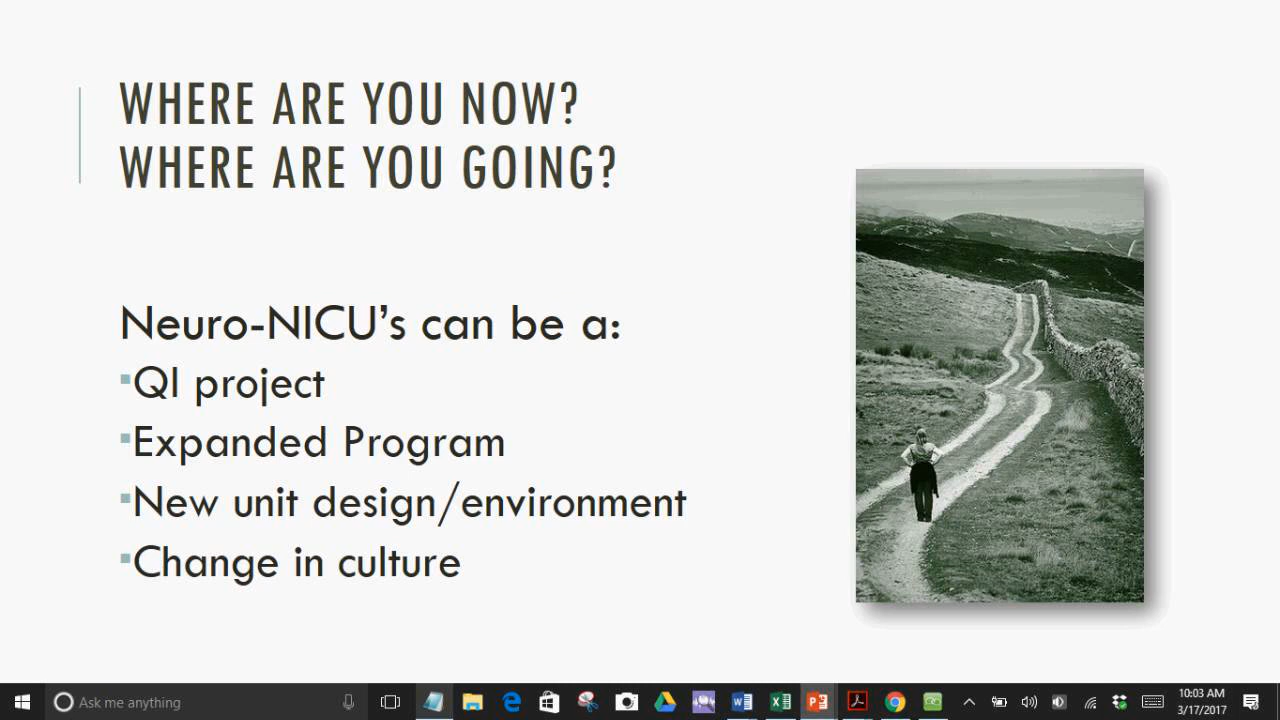 WHERE ARE YOU NOW?
WHERE ARE YOU GOING?
Neuro-NICU’s can be a:
▪QI project
▪Expanded Program
▪New unit design/environment
▪Change in culture
Ask me anything
10:03 AM
3/17/2017